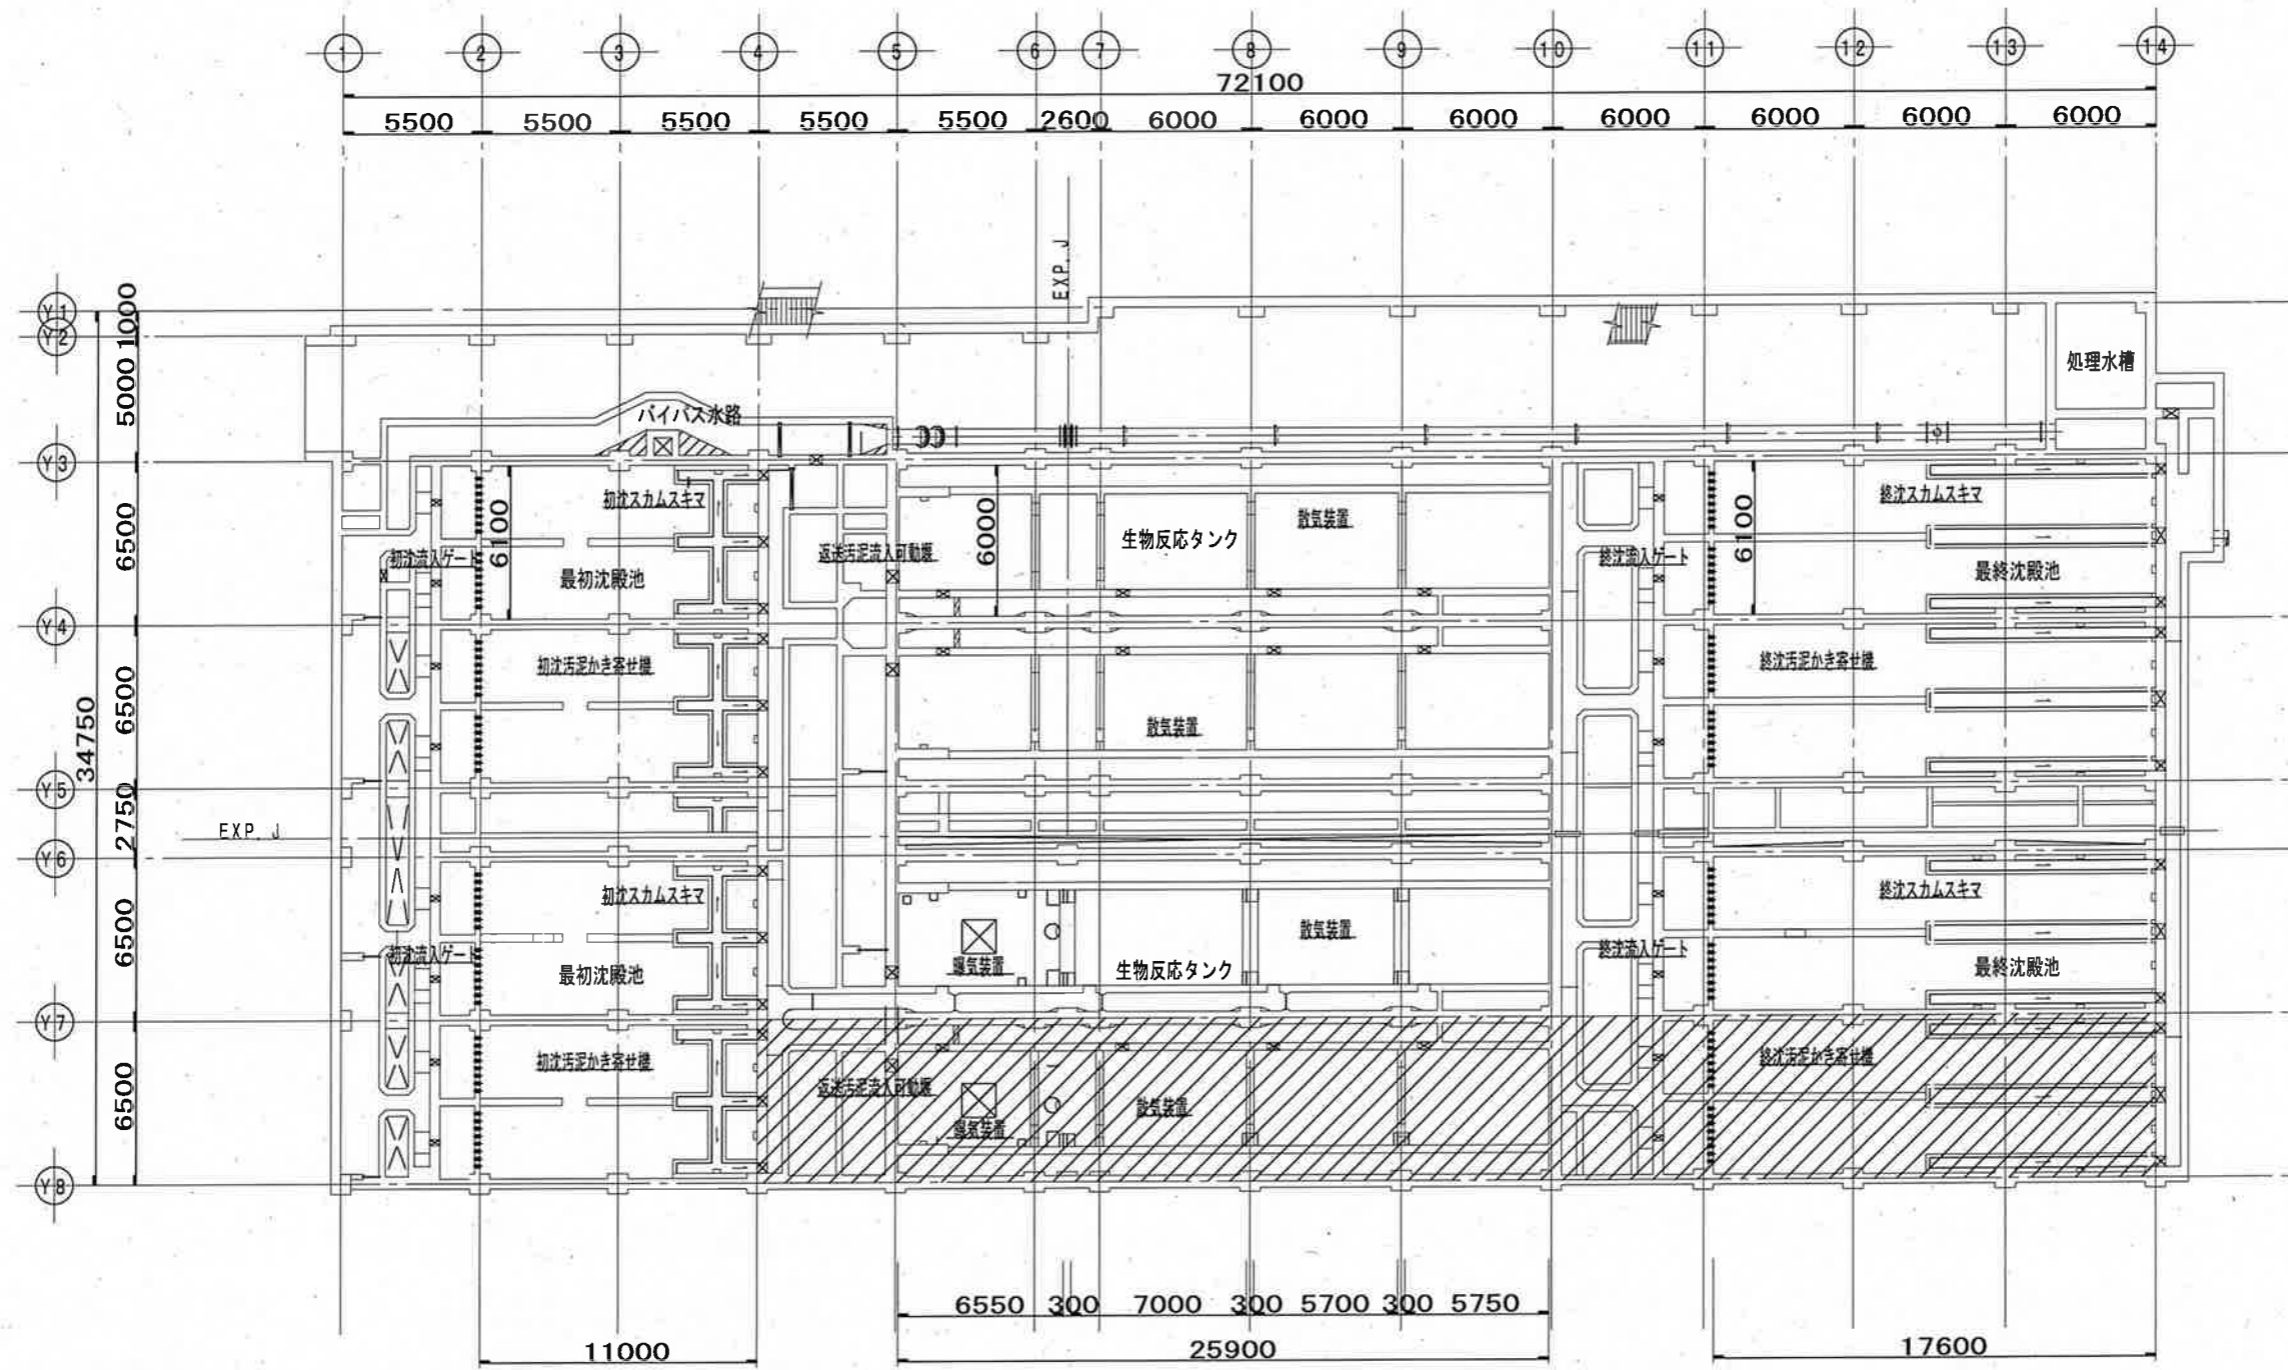 1 2 3 4 5 6 7 8 9 10 11 12 13 14
72100
5500 5500 5500 5500 5500 2600 6000 6000 6000 6000 6000 6000 6000
EXP. J
Y1
1000
Y2
5000
処理水槽
バイパス水路
Y3
初沈スカムスキマ
散気装置
終沈スカムスキマ
6500
6100
6000
6100
生物反応タンク
初沈流入ゲート
返送汚泥流入可動堰
終沈流入ゲート
最初沈殿池
最終沈殿池
Y4
初沈汚泥かき寄せ機
終沈汚泥かき寄せ機
6500
34750
散気装置
Y5
2750
EXP. J
Y6
初沈スカムスキマ
終沈スカムスキマ
6500
散気装置
初沈流入ゲート
終沈流入ゲート
曝気装置
生物反応タンク
最初沈殿池
最終沈殿池
Y7
初沈汚泥かき寄せ機
終沈汚泥かき寄せ機
6500
返送汚泥流入可動堰
散気装置
曝気装置
Y8
6550 300 7000 300 5700 300 5750
11000
25900
17600